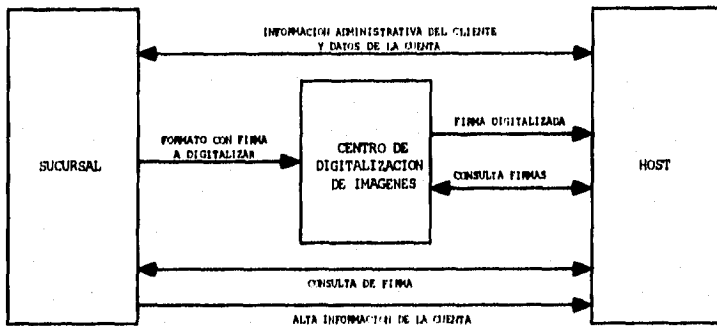 INFORMACION ADMINISTRATIVA DEL CLIENTE
Y DATOS DE LA CUENTA
FIRMA DIGITALIZADA
FORMATO CON FIRMA
A DIGITALIZAR
SUCURSAL
CENTRO DE
DIGITALIZACION
DE IMAGENES
HOST
CONSULTA FIRMAS
CONSULTA DE FIRMA
ALTA INFORMACION DE LA CUENTA